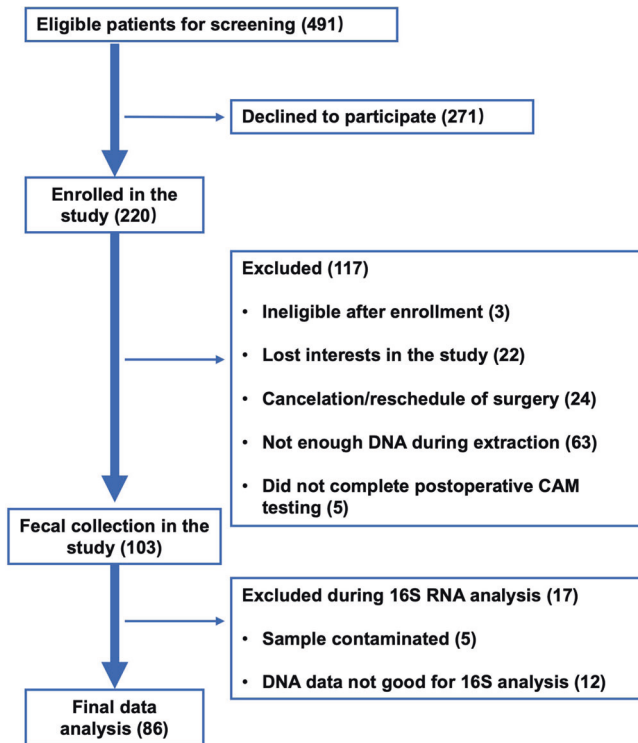 Eligible patients for screening (491)
Declined to participate (271)
Enrolled in the
study (220)
Excluded (117)
• Ineligible after enrollment (3)
• Lost interests in the study (22)
• Cancelation/reschedule of surgery (24)
• Not enough DNA during extraction (63)
• Did not complete postoperative CAM
testing (5)
Fecal collection in the
study (103)
Excluded during 16S RNA analysis (17)
• Sample contaminated (5)
• DNA data not good for 16S analysis (12)
Final data
analysis (86)